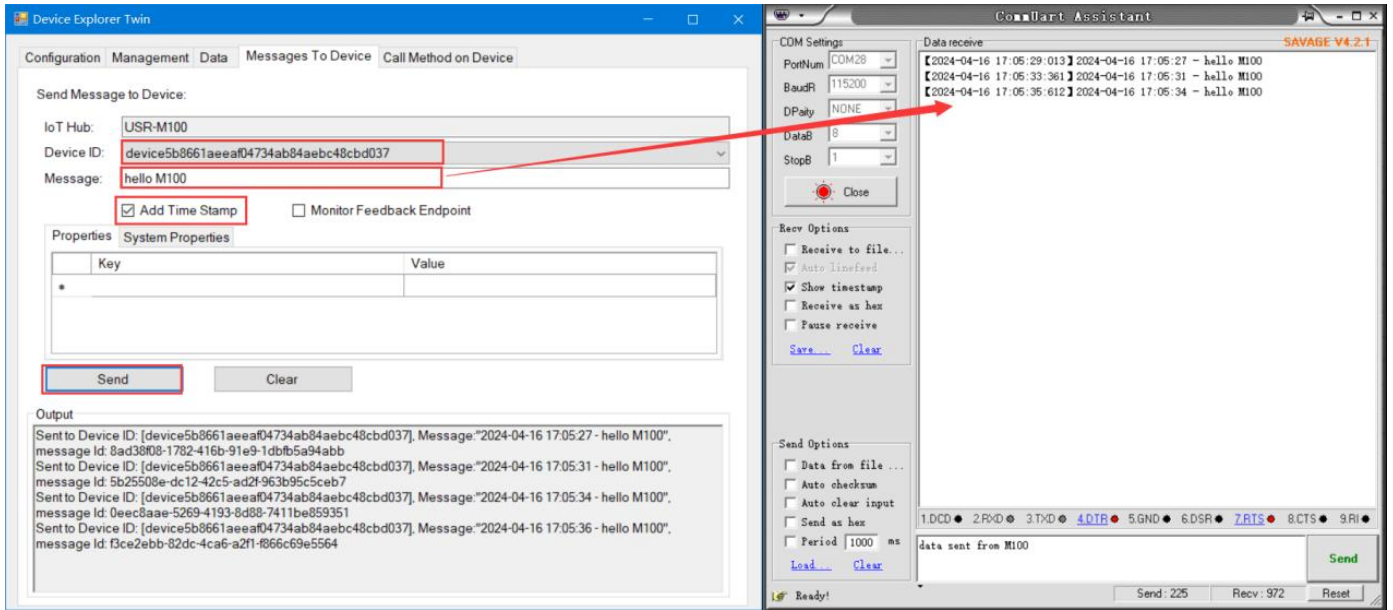 Device Explorer Twin
Configuration Management Data Messages To Device Call Method on Device
Send Message to Device:
IoT Hub: USR-M100
Device ID: device5b8661aeeaf04734ab84aebc48cbd037
Message: hello M100
Add Time Stamp Monitor Feedback Endpoint
Properties System Properties
Key Value
Send Clear
Output
Sent to Device ID: [device5b8661aeeaf04734ab84aebc48cbd037], Message:"2024-04-16 17:05:27 - hello M100",
message Id: 8ad38f08-1782-416b-91e9-1dbfb5a94abb
Sent to Device ID: [device5b8661aeeaf04734ab84aebc48cbd037], Message:"2024-04-16 17:05:31 - hello M100",
message Id: 5b25508e-dc12-42c5-ad2f-963b95c5ceb7
Sent to Device ID: [device5b8661aeeaf04734ab84aebc48cbd037], Message:"2024-04-16 17:05:34 - hello M100",
message Id: 0eec8aae-5269-4193-8d88-7411be859351
Sent to Device ID: [device5b8661aeeaf04734ab84aebc48cbd037], Message:"2024-04-16 17:05:36 - hello M100",
message Id: f3ce2ebb-82dc-4ca6-a2f1-f866c69e5564
CommUart Assistant
COM Settings
PortNum COM28
BaudR 115200
DPaity NONE
DataB 8
StopB 1
Close
Recv Options
Receive to file...
Auto linefeed
Show timestamp
Receive as hex
Pause receive
Save... Clear
Send Options
Data from file ...
Auto checksum
Auto clear input
Send as hex
Period 1000 ms
Load... Clear
Ready!
Data receive SAVAGE V4.2.1
【2024-04-16 17:05:29:013】2024-04-16 17:05:27 - hello M100
【2024-04-16 17:05:33:361】2024-04-16 17:05:31 - hello M100
【2024-04-16 17:05:35:612】2024-04-16 17:05:34 - hello M100
1.DCD 2.RXD 3.TXD 4.DTR 5.GND 6.DSR 7.RTS 8.CTS 9.RI
data sent from M100
Send
Send : 225 Recv : 972 Reset